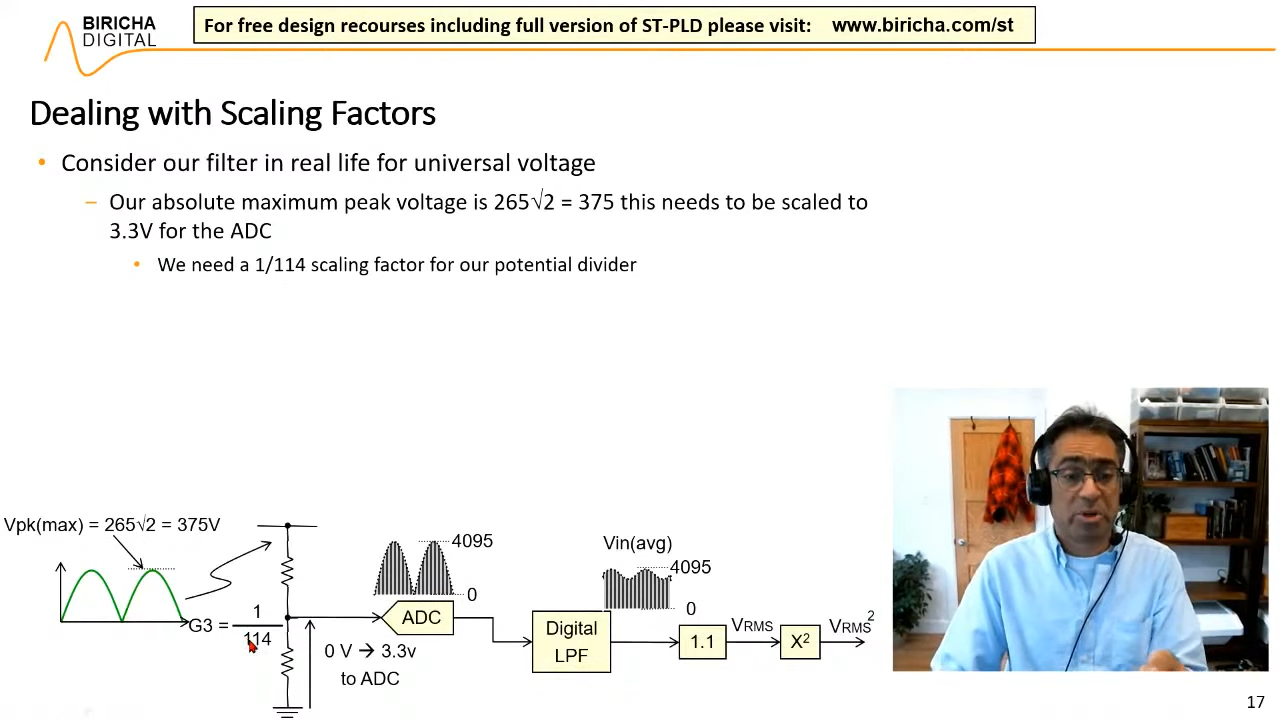 BIRICHA
DIGITAL
For free design recourses including full version of ST-PLD please visit: www.biricha.com/st
Dealing with Scaling Factors
• Consider our filter in real life for universal voltage
– Our absolute maximum peak voltage is 265√2 = 375 this needs to be scaled to
3.3V for the ADC
• We need a 1/114 scaling factor for our potential divider
Vpk(max) = 265√2 = 375V
G3 = 1
114
0 V → 3.3v
to ADC
4095
0
ADC
Digital
LPF
Vin(avg)
4095
0
1.1
VRMS
X²
VRMS²
17